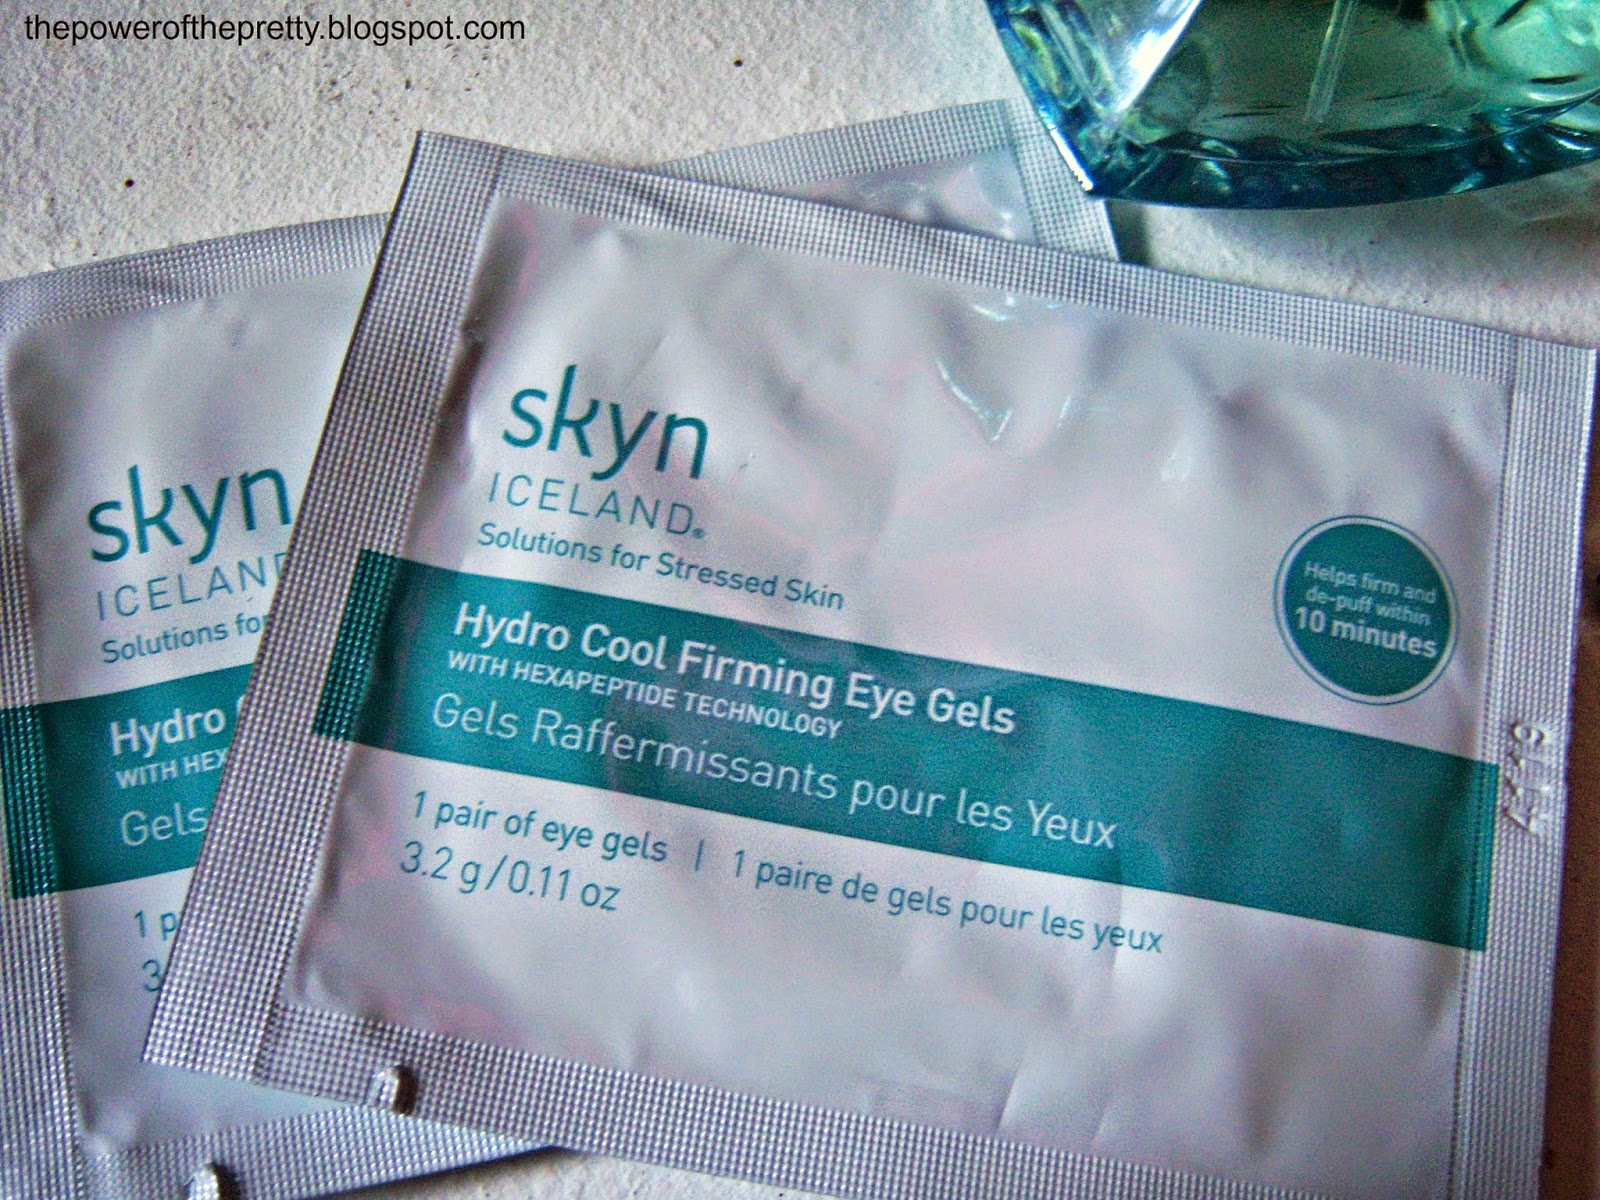 thepowerofthepretty.blogspot.com
skyn
ICELAND®
Solutions for Stressed Skin
Hydro Cool Firming Eye Gels
WITH HEXAPEPTIDE TECHNOLOGY
Gels Raffermissants pour les Yeux
1 pair of eye gels | 1 paire de gels pour les yeux
3.2 g/0.11 oz
Helps firm and
de-puff within
10 minutes
skyn
ICELAND
Solutions for
Hydro
WITH HEX
Gels
1 p
3